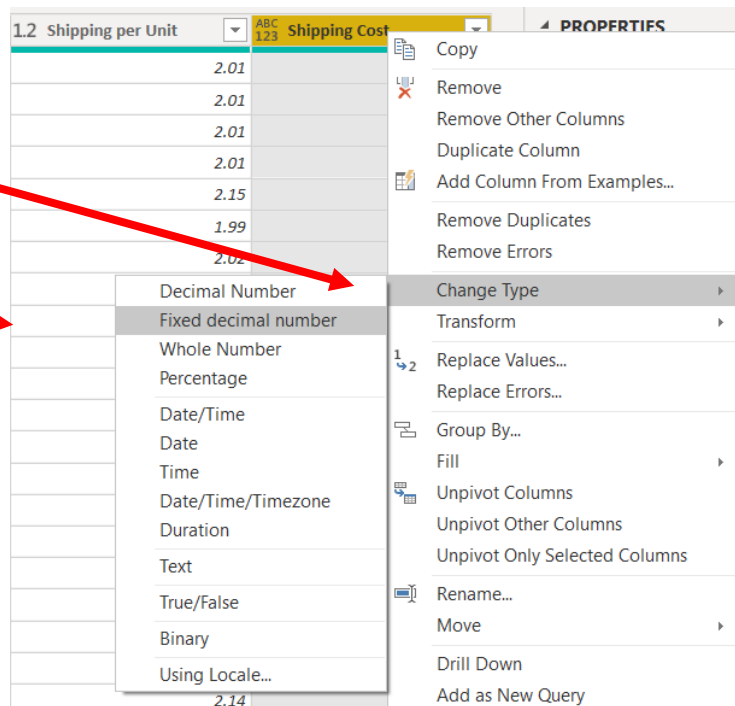 1.2 Shipping per Unit
ABC 123 Shipping Cost
PROPERTIES
2.01
2.01
2.01
2.01
2.15
1.99
2.02
2.14
Copy
Remove
Remove Other Columns
Duplicate Column
Add Column From Examples...
Remove Duplicates
Remove Errors
Change Type
Transform
1 2 Replace Values...
Replace Errors...
Group By...
Fill
Unpivot Columns
Unpivot Other Columns
Unpivot Only Selected Columns
Rename...
Move
Drill Down
Add as New Query
Decimal Number
Fixed decimal number
Whole Number
Percentage
Date/Time
Date
Time
Date/Time/Timezone
Duration
Text
True/False
Binary
Using Locale...